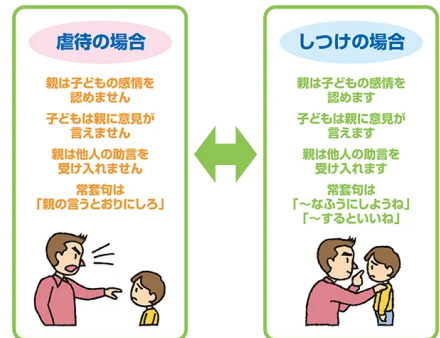 虐待の場合
親は子どもの感情を
認めません
子どもは親に意見が
言えません
親は他人の助言を
受け入れません
常套句は
「親の言うとおりにしろ」
しつけの場合
親は子どもの感情を
認めます
子どもは親に意見が
言えます
親は他人の助言を
受け入れます
常套句は
「～なふうにしようね」
「～するといいね」